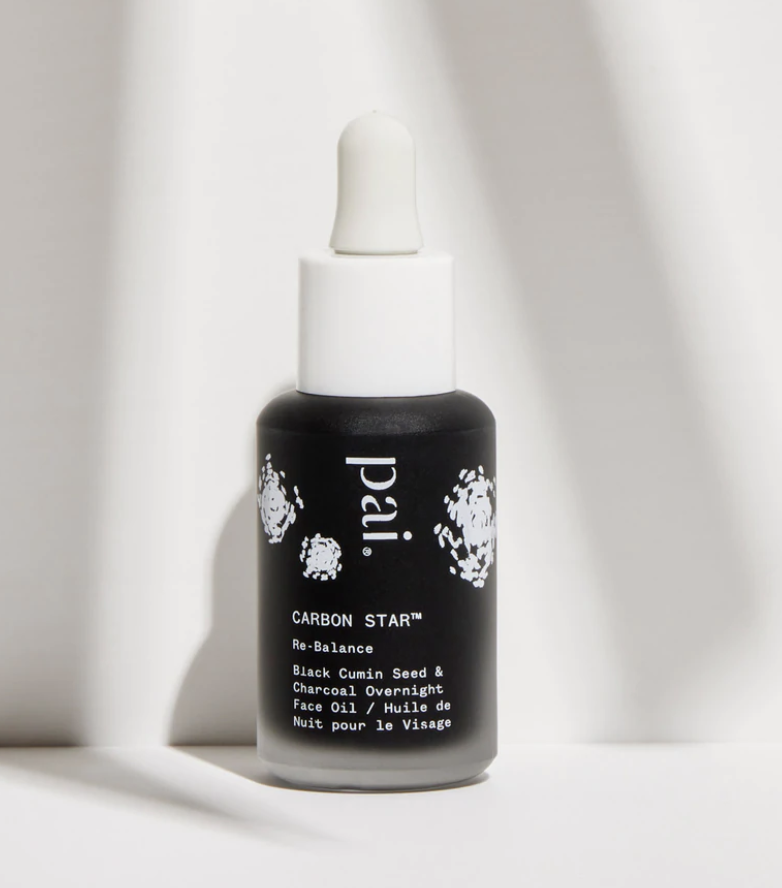 pai®
CARBON STAR™
Re-Balance
Black Cumin Seed &
Charcoal Overnight
Face Oil / Huile de
Nuit pour le Visage